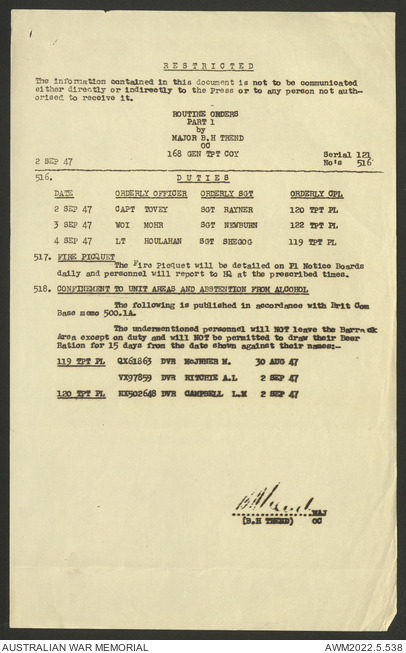 RESTRICTED
The information contained in this document is not to be communicated
either directly or indirectly to the Press or to any person not auth-
orised to receive it.
ROUTINE ORDERS
PART 1
by
MAJOR B.H TREND
OC
168 GEN TPT COY
Serial 121
2 SEP 47 No's 516
516. DUTIES
DATE ORDERLY OFFICER ORDERLY SGT ORDERLY CPL
2 SEP 47 CAPT TOVEY SGT RAYNER 120 TPT PL
3 SEP 47 WOI MOHR SGT NEWBURN 122 TPT PL
4 SEP 47 LT HOULAHAN SGT SHEGOG 119 TPT PL
517. FIRE PICQUET
The Fire Picquet will be detailed on Pl Notice Boards
daily and personnel will report to HQ at the prescribed times.
518. CONFINEMENT TO UNIT AREAS AND ABSTENTION FROM ALCOHOL
The following is published in accordance with Brit Com
Base memo 500.1A.
The undermentioned personnel will NOT leave the Barrack
Area except on duty and will NOT be permitted to draw their Beer
Ration for 15 days from the date shown against their names:-
119 TPT PL QX61863 DVR N. 30 AUG 47
VX97859 DVR RITCHIE A.L 2 SEP 47
120 TPT PL NX502648 DVR CAMPBELL L.M 2 SEP 47
BHTrend
MAJ
(B.H TREND) OC
AUSTRALIAN WAR MEMORIAL AWM2022.5.538